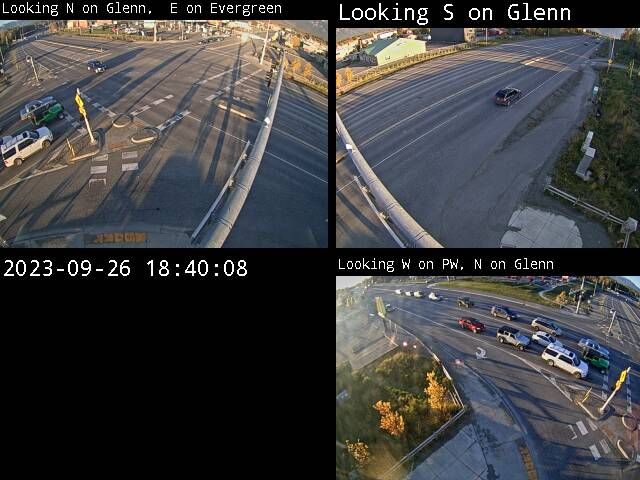 Looking N on Glenn, E on Evergreen
Looking S on Glenn
2023-09-26 18:40:08
Looking W on PW, N on Glenn